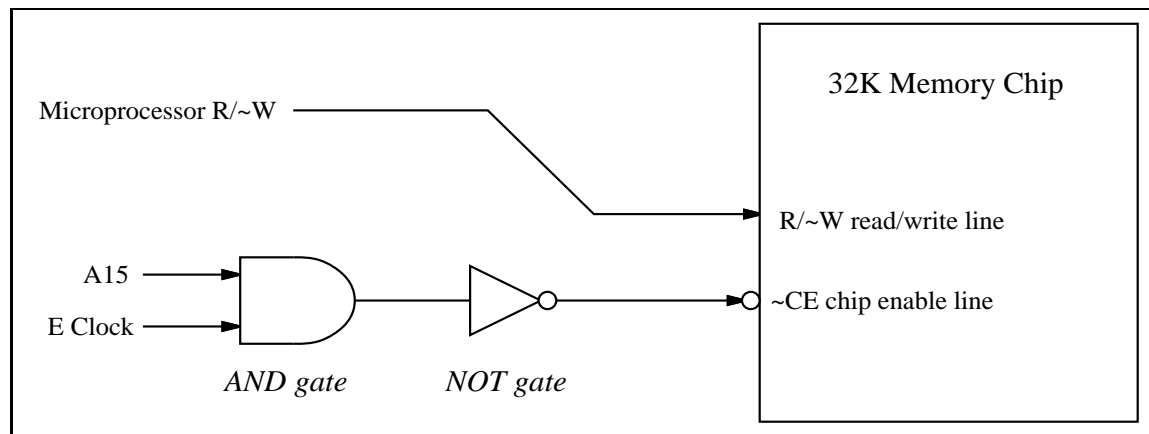 32K Memory Chip
Microprocessor R/~W
R/~W read/write line
A15
~CE chip enable line
E Clock
AND gate
NOT gate